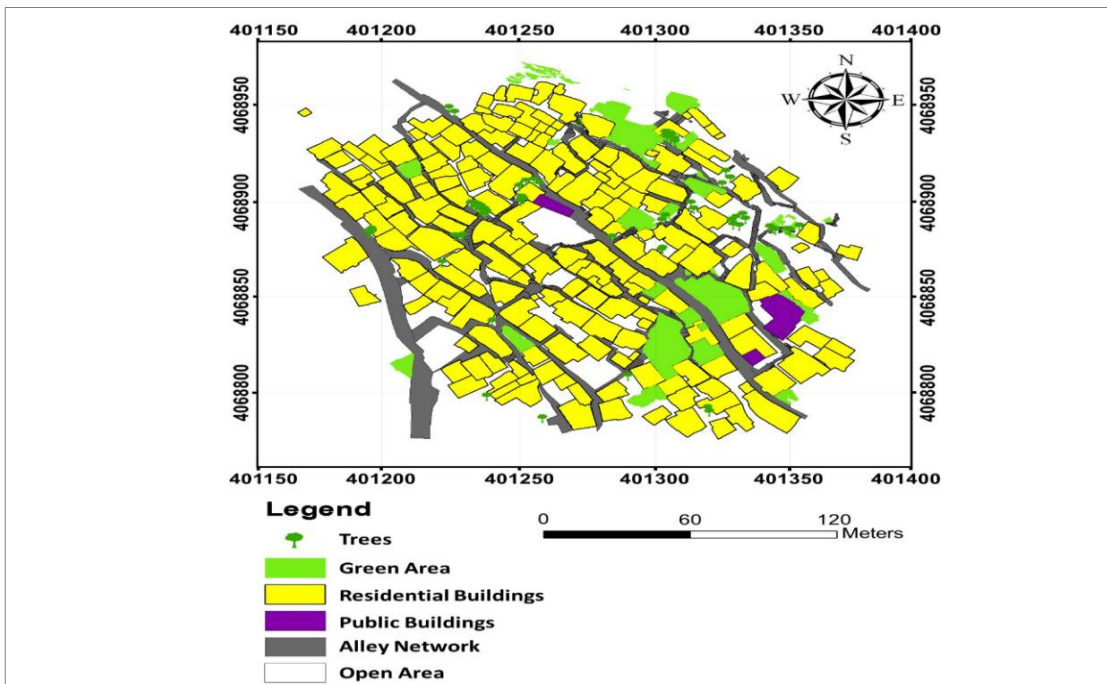 401150 401200 401250 401300 401350 401400
N
W E
S
4068950 4068950
4068900 4068900
4068850 4068850
4068800 4068800
401150 401200 401250 401300 401350 401400
Legend
0 60 120
Meters
Trees
Green Area
Residential Buildings
Public Buildings
Alley Network
Open Area